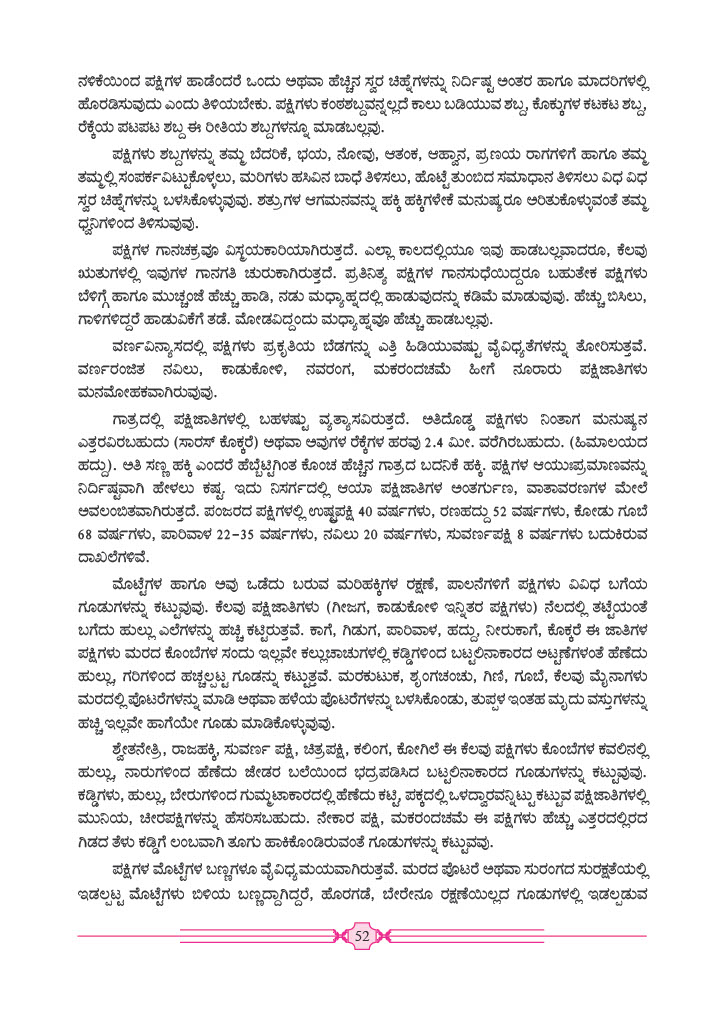 ನಳಿಕೆಯಿಂದ ಪಕ್ಷಿಗಳ ಹಾಡೆಂದರೆ ಒಂದು ಅಥವಾ ಹೆಚ್ಚಿನ ಸ್ವರ ಚಿಹ್ನೆಗಳನ್ನು ನಿರ್ದಿಷ್ಟ ಅಂತರ ಹಾಗೂ ಮಾದರಿಗಳಲ್ಲಿ
ಹೊರಡಿಸುವುದು ಎಂದು ತಿಳಿಯಬೇಕು. ಪಕ್ಷಿಗಳು ಕಂಠಶಬ್ದವನ್ನಲ್ಲದೆ ಕಾಲು ಬಡಿಯುವ ಶಬ್ದ, ಕೊಕ್ಕುಗಳ ಕಟಕಟ ಶಬ್ದ,
ರೆಕ್ಕೆಯ ಪಟಪಟ ಶಬ್ದ ಈ ರೀತಿಯ ಶಬ್ದಗಳನ್ನೂ ಮಾಡಬಲ್ಲವು.
ಪಕ್ಷಿಗಳು ಶಬ್ದಗಳನ್ನು ತಮ್ಮ ಬೆದರಿಕೆ, ಭಯ, ನೋವು, ಆತಂಕ, ಆಹ್ವಾನ, ಪ್ರಣಯ ರಾಗಗಳಿಗೆ ಹಾಗೂ ತಮ್ಮ
ತಮ್ಮಲ್ಲಿ ಸಂಪರ್ಕವಿಟ್ಟುಕೊಳ್ಳಲು, ಮರಿಗಳು ಹಸಿವಿನ ಬಾಧೆ ತಿಳಿಸಲು, ಹೊಟ್ಟೆ ತುಂಬಿದ ಸಮಾಧಾನ ತಿಳಿಸಲು ವಿಧ ವಿಧ
ಸ್ವರ ಚಿಹ್ನೆಗಳನ್ನು ಬಳಸಿಕೊಳ್ಳುವುವು. ಶತ್ರುಗಳ ಆಗಮನವನ್ನು ಹಕ್ಕಿ ಹಕ್ಕಿಗಳೇಕೆ ಮನುಷ್ಯರೂ ಅರಿತುಕೊಳ್ಳುವಂತೆ ತಮ್ಮ
ಧ್ವನಿಗಳಿಂದ ತಿಳಿಸುವುವು.
ಪಕ್ಷಿಗಳ ಗಾನಚಕ್ರವೂ ವಿಸ್ಮಯಕಾರಿಯಾಗಿರುತ್ತದೆ. ಎಲ್ಲಾ ಕಾಲದಲ್ಲಿಯೂ ಇವು ಹಾಡಬಲ್ಲವಾದರೂ, ಕೆಲವು
ಋತುಗಳಲ್ಲಿ ಇವುಗಳ ಗಾನಗತಿ ಚುರುಕಾಗಿರುತ್ತದೆ. ಪ್ರತಿನಿತ್ಯ ಪಕ್ಷಿಗಳ ಗಾನಸುಧೆಯಿದ್ದರೂ ಬಹುತೇಕ ಪಕ್ಷಿಗಳು
ಬೆಳಿಗ್ಗೆ ಹಾಗೂ ಮುಚ್ಚಂಜೆ ಹೆಚ್ಚು ಹಾಡಿ, ನಡು ಮಧ್ಯಾಹ್ನದಲ್ಲಿ ಹಾಡುವುದನ್ನು ಕಡಿಮೆ ಮಾಡುವುವು. ಹೆಚ್ಚು ಬಿಸಿಲು,
ಗಾಳಿಗಳಿದ್ದರೆ ಹಾಡುವಿಕೆಗೆ ತಡೆ. ಮೋಡವಿದ್ದಂದು ಮಧ್ಯಾಹ್ನವೂ ಹೆಚ್ಚು ಹಾಡಬಲ್ಲವು.
ವರ್ಣವಿನ್ಯಾಸದಲ್ಲಿ ಪಕ್ಷಿಗಳು ಪ್ರಕೃತಿಯ ಬೆಡಗನ್ನು ಎತ್ತಿ ಹಿಡಿಯುವಷ್ಟು ವೈವಿಧ್ಯತೆಗಳನ್ನು ತೋರಿಸುತ್ತವೆ.
ವರ್ಣರಂಜಿತ ನವಿಲು, ಕಾಡುಕೋಳಿ, ನವರಂಗ, ಮಕರಂದಚಮೆ ಹೀಗೆ ನೂರಾರು ಪಕ್ಷಿಜಾತಿಗಳು
ಮನಮೋಹಕವಾಗಿರುವುವು.
ಗಾತ್ರದಲ್ಲಿ ಪಕ್ಷಿಜಾತಿಗಳಲ್ಲಿ ಬಹಳಷ್ಟು ವ್ಯತ್ಯಾಸವಿರುತ್ತದೆ. ಅತಿದೊಡ್ಡ ಪಕ್ಷಿಗಳು ನಿಂತಾಗ ಮನುಷ್ಯನ
ಎತ್ತರವಿರಬಹುದು (ಸಾರಸ್ ಕೊಕ್ಕರೆ) ಅಥವಾ ಅವುಗಳ ರೆಕ್ಕೆಗಳ ಹರವು 2.4 ಮೀ. ವರೆಗಿರಬಹುದು. (ಹಿಮಾಲಯದ
ಹದ್ದು). ಅತಿ ಸಣ್ಣ ಹಕ್ಕಿ ಎಂದರೆ ಹೆಬ್ಬೆಟ್ಟಿಗಿಂತ ಕೊಂಚ ಹೆಚ್ಚಿನ ಗಾತ್ರದ ಬದನಿಕೆ ಹಕ್ಕಿ. ಪಕ್ಷಿಗಳ ಆಯುಃಪ್ರಮಾಣವನ್ನು
ನಿರ್ದಿಷ್ಟವಾಗಿ ಹೇಳಲು ಕಷ್ಟ. ಇದು ನಿಸರ್ಗದಲ್ಲಿ ಆಯಾ ಪಕ್ಷಿಜಾತಿಗಳ ಅಂತರ್ಗುಣ, ವಾತಾವರಣಗಳ ಮೇಲೆ
ಅವಲಂಬಿತವಾಗಿರುತ್ತದೆ. ಪಂಜರದ ಪಕ್ಷಿಗಳಲ್ಲಿ ಉಷ್ಟ್ರಪಕ್ಷಿ 40 ವರ್ಷಗಳು, ರಣಹದ್ದು 52 ವರ್ಷಗಳು, ಕೋಡು ಗೂಬೆ
68 ವರ್ಷಗಳು, ಪಾರಿವಾಳ 22-35 ವರ್ಷಗಳು, ನವಿಲು 20 ವರ್ಷಗಳು, ಸುವರ್ಣಪಕ್ಷಿ 8 ವರ್ಷಗಳು ಬದುಕಿರುವ
ದಾಖಲೆಗಳಿವೆ.
ಮೊಟ್ಟೆಗಳ ಹಾಗೂ ಅವು ಒಡೆದು ಬರುವ ಮರಿಹಕ್ಕಿಗಳ ರಕ್ಷಣೆ, ಪಾಲನೆಗಳಿಗೆ ಪಕ್ಷಿಗಳು ವಿವಿಧ ಬಗೆಯ
ಗೂಡುಗಳನ್ನು ಕಟ್ಟುವುವು. ಕೆಲವು ಪಕ್ಷಿಜಾತಿಗಳು (ಗೀಜಗ, ಕಾಡುಕೋಳಿ ಇನ್ನಿತರ ಪಕ್ಷಿಗಳು) ನೆಲದಲ್ಲಿ ತಟ್ಟೆಯಂತೆ
ಬಗೆದು ಹುಲ್ಲು ಎಲೆಗಳನ್ನು ಹಚ್ಚಿ ಕಟ್ಟಿರುತ್ತವೆ. ಕಾಗೆ, ಗಿಡುಗ, ಪಾರಿವಾಳ, ಹದ್ದು, ನೀರುಕಾಗೆ, ಕೊಕ್ಕರೆ ಈ ಜಾತಿಗಳ
ಪಕ್ಷಿಗಳು ಮರದ ಕೊಂಬೆಗಳ ಸಂದು ಇಲ್ಲವೇ ಕಲ್ಲುಚಾಚುಗಳಲ್ಲಿ ಕಡ್ಡಿಗಳಿಂದ ಬಟ್ಟಲಿನಾಕಾರದ ಅಟ್ಟಣೆಗಳಂತೆ ಹೆಣೆದು
ಹುಲ್ಲು, ಗರಿಗಳಿಂದ ಹಚ್ಚಲ್ಪಟ್ಟ ಗೂಡನ್ನು ಕಟ್ಟುತ್ತವೆ. ಮರಕುಟುಕ, ಶೃಂಗಚಂಚು, ಗಿಣಿ, ಗೂಬೆ, ಕೆಲವು ಮೈನಾಗಳು
ಮರದಲ್ಲಿ ಪೊಟರೆಗಳನ್ನು ಮಾಡಿ ಅಥವಾ ಹಳೆಯ ಪೊಟರೆಗಳನ್ನು ಬಳಸಿಕೊಂಡು, ತುಪ್ಪಳ ಇಂತಹ ಮೃದು ವಸ್ತುಗಳನ್ನು
ಹಚ್ಚಿ ಇಲ್ಲವೇ ಹಾಗೆಯೇ ಗೂಡು ಮಾಡಿಕೊಳ್ಳುವುವು.
ಶ್ವೇತನೇತ್ರಿ, ರಾಜಹಕ್ಕಿ, ಸುವರ್ಣ ಪಕ್ಷಿ, ಚಿತ್ರಪಕ್ಷಿ, ಕಲಿಂಗ, ಕೋಗಿಲೆ ಈ ಕೆಲವು ಪಕ್ಷಿಗಳು ಕೊಂಬೆಗಳ ಕವಲಿನಲ್ಲಿ
ಹುಲ್ಲು, ನಾರುಗಳಿಂದ ಹೆಣೆದು ಜೇಡರ ಬಲೆಯಿಂದ ಭದ್ರಪಡಿಸಿದ ಬಟ್ಟಲಿನಾಕಾರದ ಗೂಡುಗಳನ್ನು ಕಟ್ಟುವುವು.
ಕಡ್ಡಿಗಳು, ಹುಲ್ಲು, ಬೇರುಗಳಿಂದ ಗುಮ್ಮಟಾಕಾರದಲ್ಲಿ ಹೆಣೆದು ಕಟ್ಟಿ, ಪಕ್ಕದಲ್ಲಿ ಒಳದ್ವಾರವನ್ನಿಟ್ಟು ಕಟ್ಟುವ ಪಕ್ಷಿಜಾತಿಗಳಲ್ಲಿ
ಮುನಿಯ, ಚೀರಪಕ್ಷಿಗಳನ್ನು ಹೆಸರಿಸಬಹುದು. ನೇಕಾರ ಪಕ್ಷಿ, ಮಕರಂದಚಮೆ ಈ ಪಕ್ಷಿಗಳು ಹೆಚ್ಚು ಎತ್ತರದಲ್ಲಿರದ
ಗಿಡದ ತೆಳು ಕಡ್ಡಿಗೆ ಲಂಬವಾಗಿ ತೂಗು ಹಾಕಿಕೊಂಡಿರುವಂತೆ ಗೂಡುಗಳನ್ನು ಕಟ್ಟುವವು.
ಪಕ್ಷಿಗಳ ಮೊಟ್ಟೆಗಳ ಬಣ್ಣಗಳೂ ವೈವಿಧ್ಯಮಯವಾಗಿರುತ್ತವೆ. ಮರದ ಪೊಟರೆ ಅಥವಾ ಸುರಂಗದ ಸುರಕ್ಷತೆಯಲ್ಲಿ
ಇಡಲ್ಪಟ್ಟ ಮೊಟ್ಟೆಗಳು ಬಿಳಿಯ ಬಣ್ಣದ್ದಾಗಿದ್ದರೆ, ಹೊರಗಡೆ, ಬೇರೇನೂ ರಕ್ಷಣೆಯಿಲ್ಲದ ಗೂಡುಗಳಲ್ಲಿ ಇಡಲ್ಪಡುವ
52